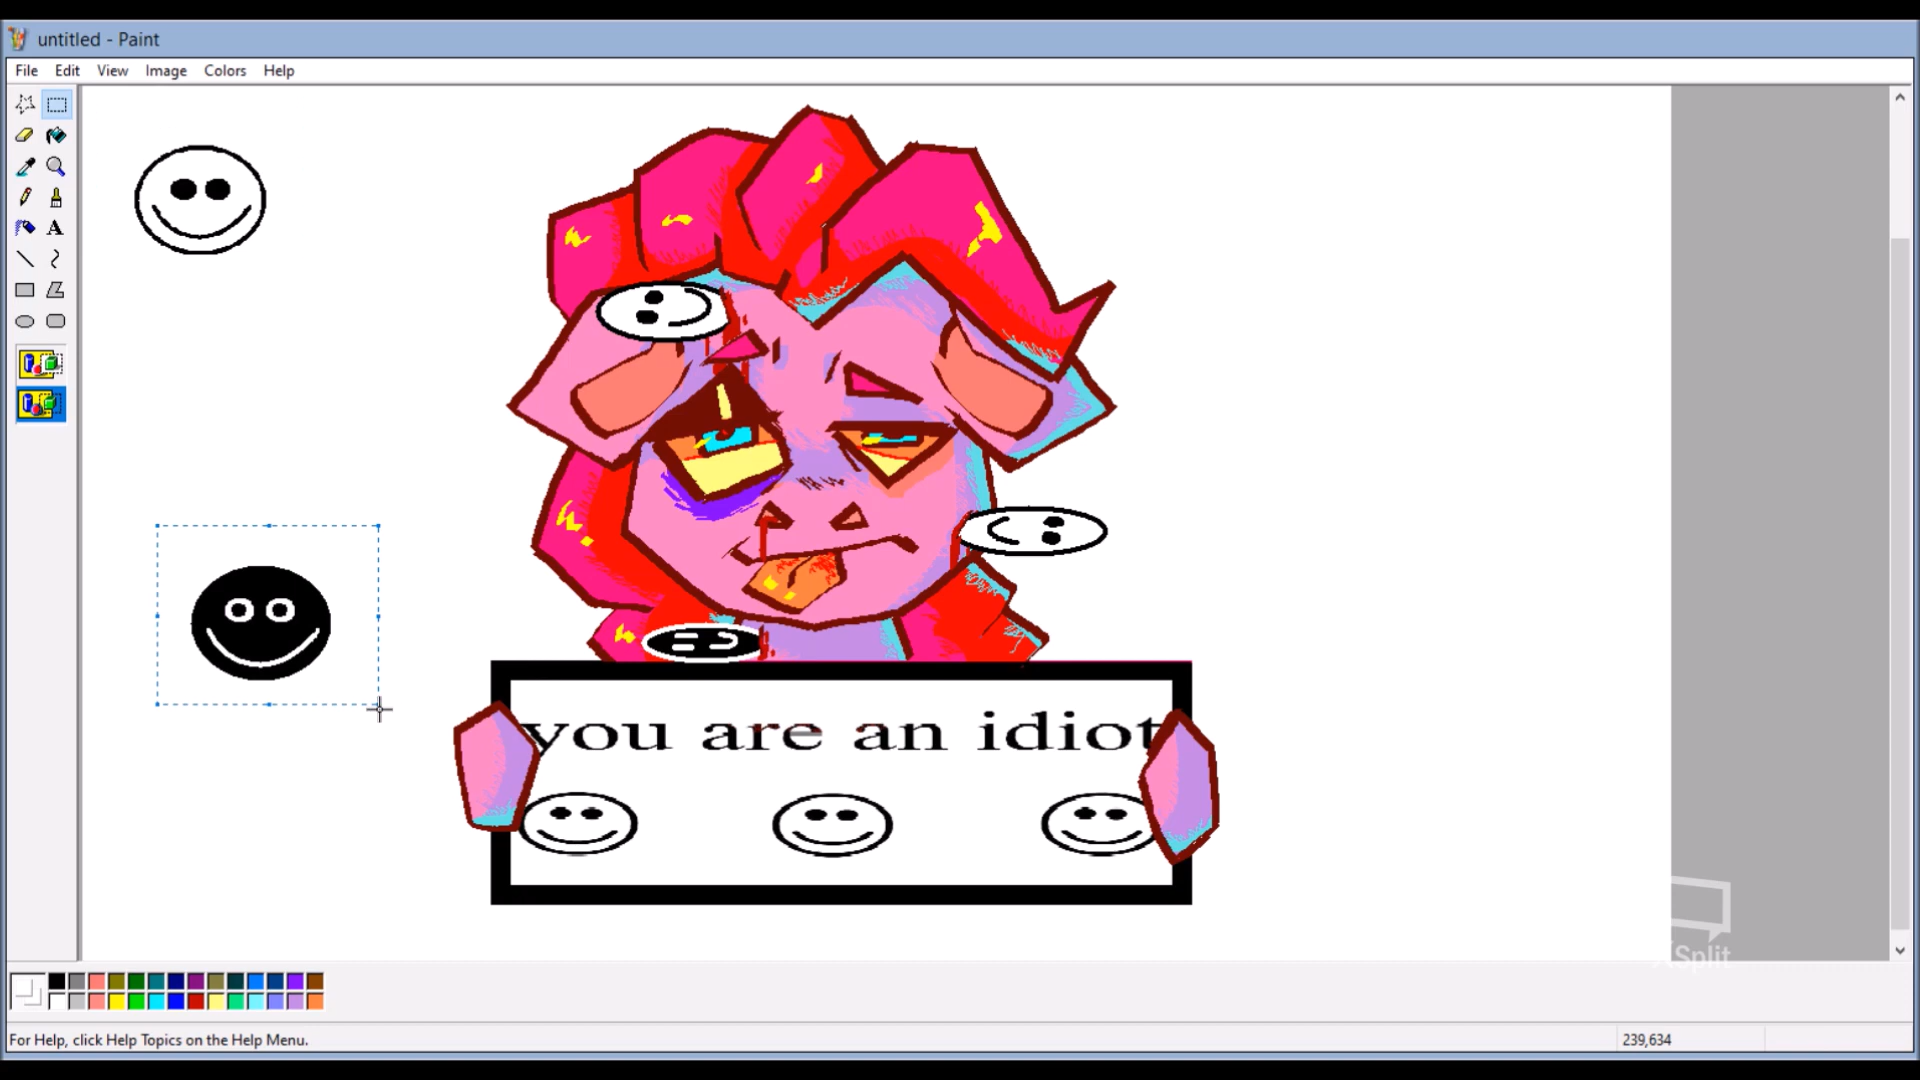 untitled - Paint
File Edit View Image Colors Help
A
you are an idiot
Split
For Help, click Help Topics on the Help Menu.
239,634